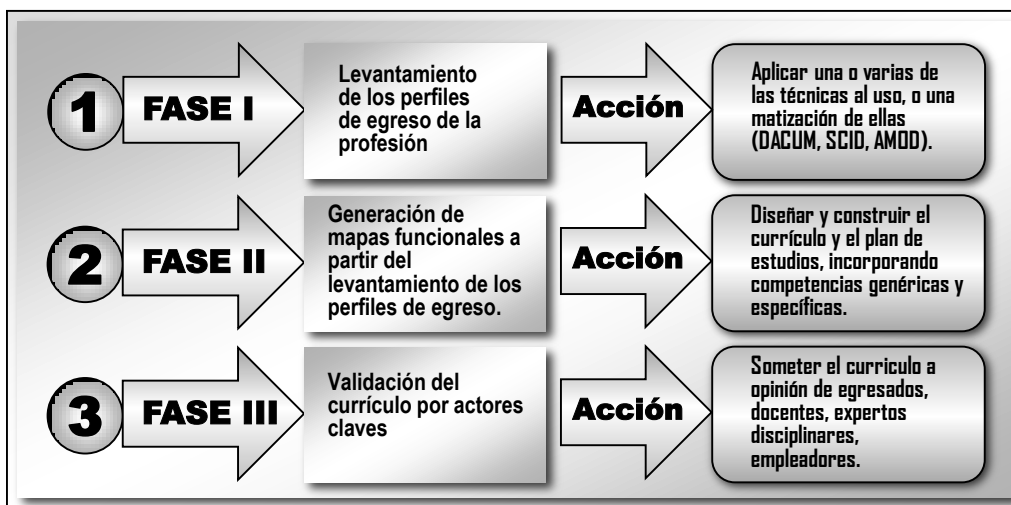 1
FASE I
Levantamiento
de los perfiles
de egreso de la
profesión
Acción
Aplicar una o varias de
las técnicas al uso, o una
matización de ellas
(DACUM, SCID, AMOD).
2
FASE II
Generación de
mapas funcionales a
partir del
levantamiento de los
perfiles de egreso.
Acción
Diseñar y construir el
currículo y el plan de
estudios, incorporando
competencias genéricas y
específicas.
3
FASE III
Validación del
currículo por actores
claves
Acción
Someter el curriculo a
opinión de egresados,
docentes, expertos
disciplinares,
empleadores.